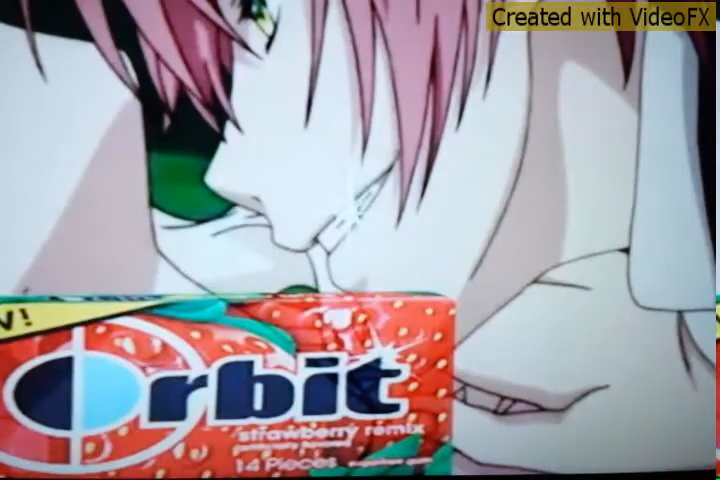 Created with VideoFX
W!
Orbit
strawberry remix
14 Pieces